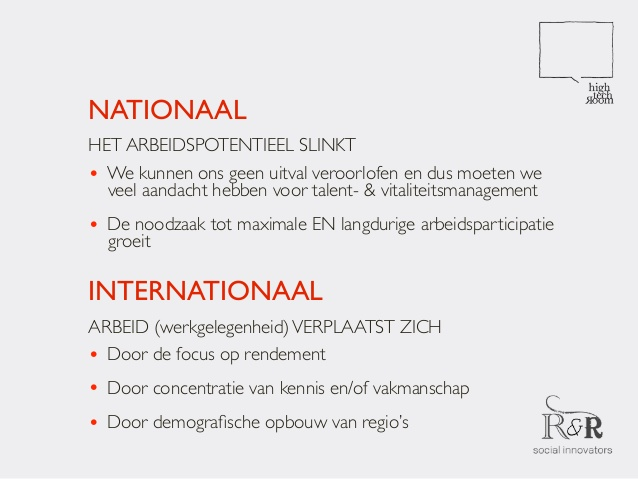 high
tech
Room
NATIONAAL
HET ARBEIDSPOTENTIEEL SLINKT
• We kunnen ons geen uitval veroorlofen en dus moeten we
veel aandacht hebben voor talent- & vitaliteitsmanagement
• De noodzaak tot maximale EN langdurige arbeidsparticipatie
groeit
INTERNATIONAAL
ARBEID (werkgelegenheid) VERPLAATST ZICH
• Door de focus op rendement
• Door concentratie van kennis en/of vakmanschap
• Door demografische opbouw van regio's
R&R
social innovators